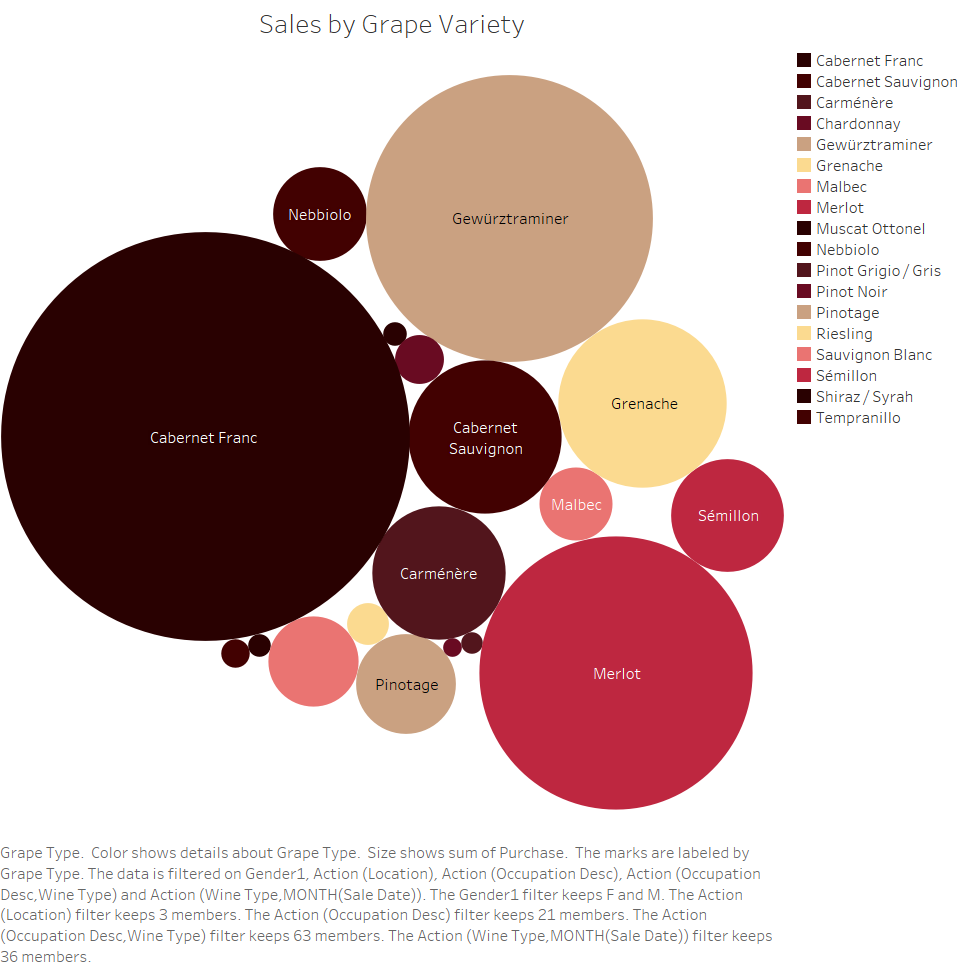 Sales by Grape Variety
Cabernet Franc
Cabernet Sauvignon
Carménère
Chardonnay
Gewürztraminer
Grenache
Malbec
Merlot
Muscat Ottonel
Nebbiolo
Pinot Grigio / Gris
Pinot Noir
Pinotage
Riesling
Sauvignon Blanc
Sémillon
Shiraz / Syrah
Tempranillo
Nebbiolo
Gewürztraminer
Cabernet Franc
Cabernet
Sauvignon
Grenache
Malbec
Sémillon
Carménère
Merlot
Pinotage
Grape Type.  Color shows details about Grape Type.  Size shows sum of Purchase.  The marks are labeled by
Grape Type. The data is filtered on Gender1, Action (Location), Action (Occupation Desc), Action (Occupation
Desc,Wine Type) and Action (Wine Type,MONTH(Sale Date)). The Gender1 filter keeps F and M. The Action
(Location) filter keeps 3 members. The Action (Occupation Desc) filter keeps 21 members. The Action
(Occupation Desc,Wine Type) filter keeps 63 members. The Action (Wine Type,MONTH(Sale Date)) filter keeps
36 members.